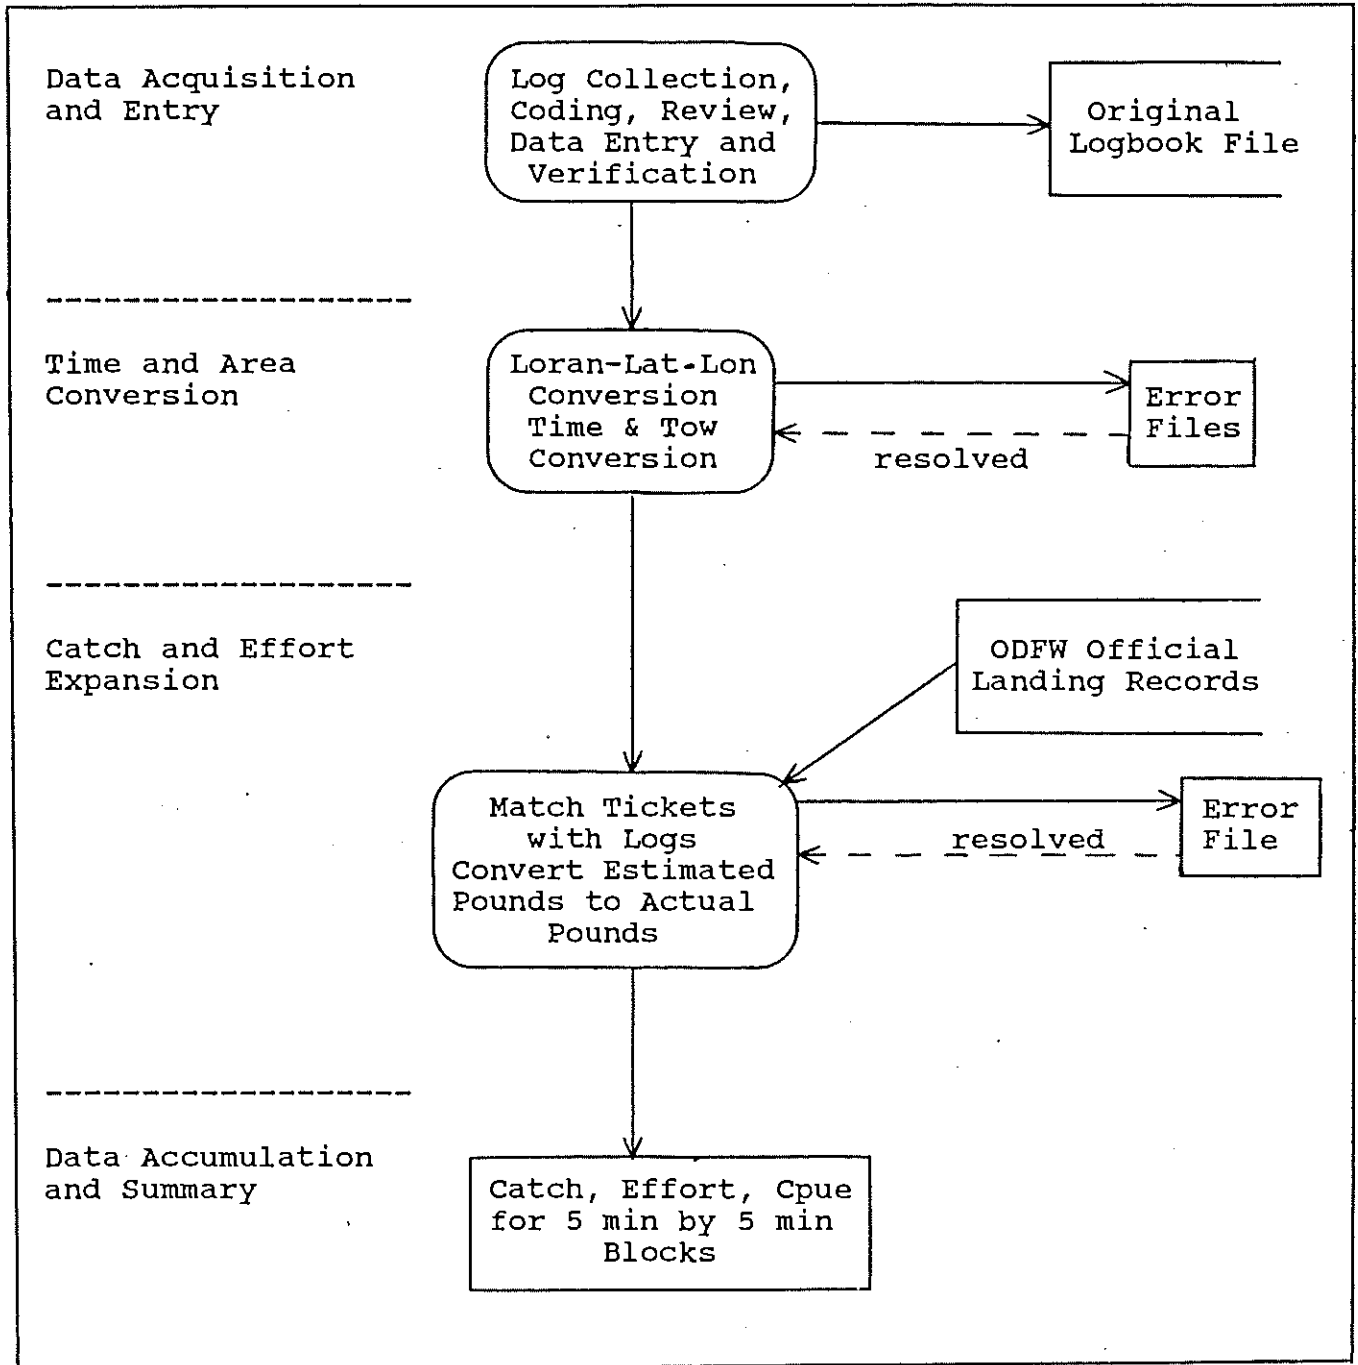 Data Acquisition
and Entry
Log Collection,
Coding, Review,
Data Entry and
Verification
Original
Logbook File
Time and Area
Conversion
Loran-Lat-Lon
Conversion
Time & Tow
Conversion
Error
Files
resolved
Catch and Effort
Expansion
ODFW Official
Landing Records
Match Tickets
with Logs
Convert Estimated
Pounds to Actual
Pounds
Error
File
resolved
Data Accumulation
and Summary
Catch, Effort, Cpue
for 5 min by 5 min
Blocks